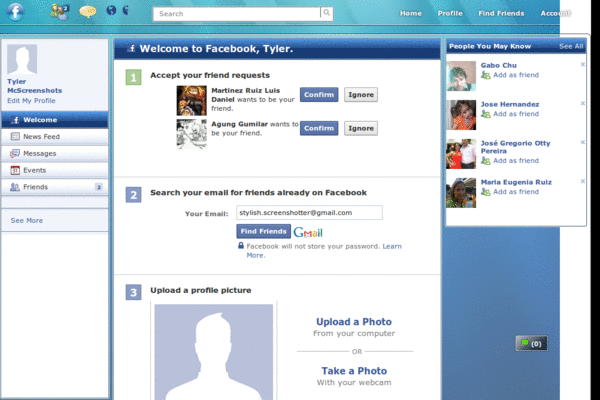 2
Search
Home Profile Find Friends Account
Tyler
McScreenshots
Edit My Profile
Welcome
News Feed
Messages
Events
Friends 2
See More
Welcome to Facebook, Tyler.
1 Accept your friend requests
Martinez Ruiz Luis
Daniel wants to be your
friend.
Confirm Ignore
Agung Gumilar wants to
be your friend.
Confirm Ignore
2 Search your email for friends already on Facebook
Your Email: stylish.screenshotter@gmail.com
Find Friends Gmail
Facebook will not store your password. Learn
More.
3 Upload a profile picture
Upload a Photo
From your computer
OR
Take a Photo
With your webcam
People You May Know See All
Gabo Chu
Add as friend
Jose Hernandez
Add as friend
José Gregorio Otty
Pereira
Add as friend
Maria Eugenia Ruiz
Add as friend
(0)